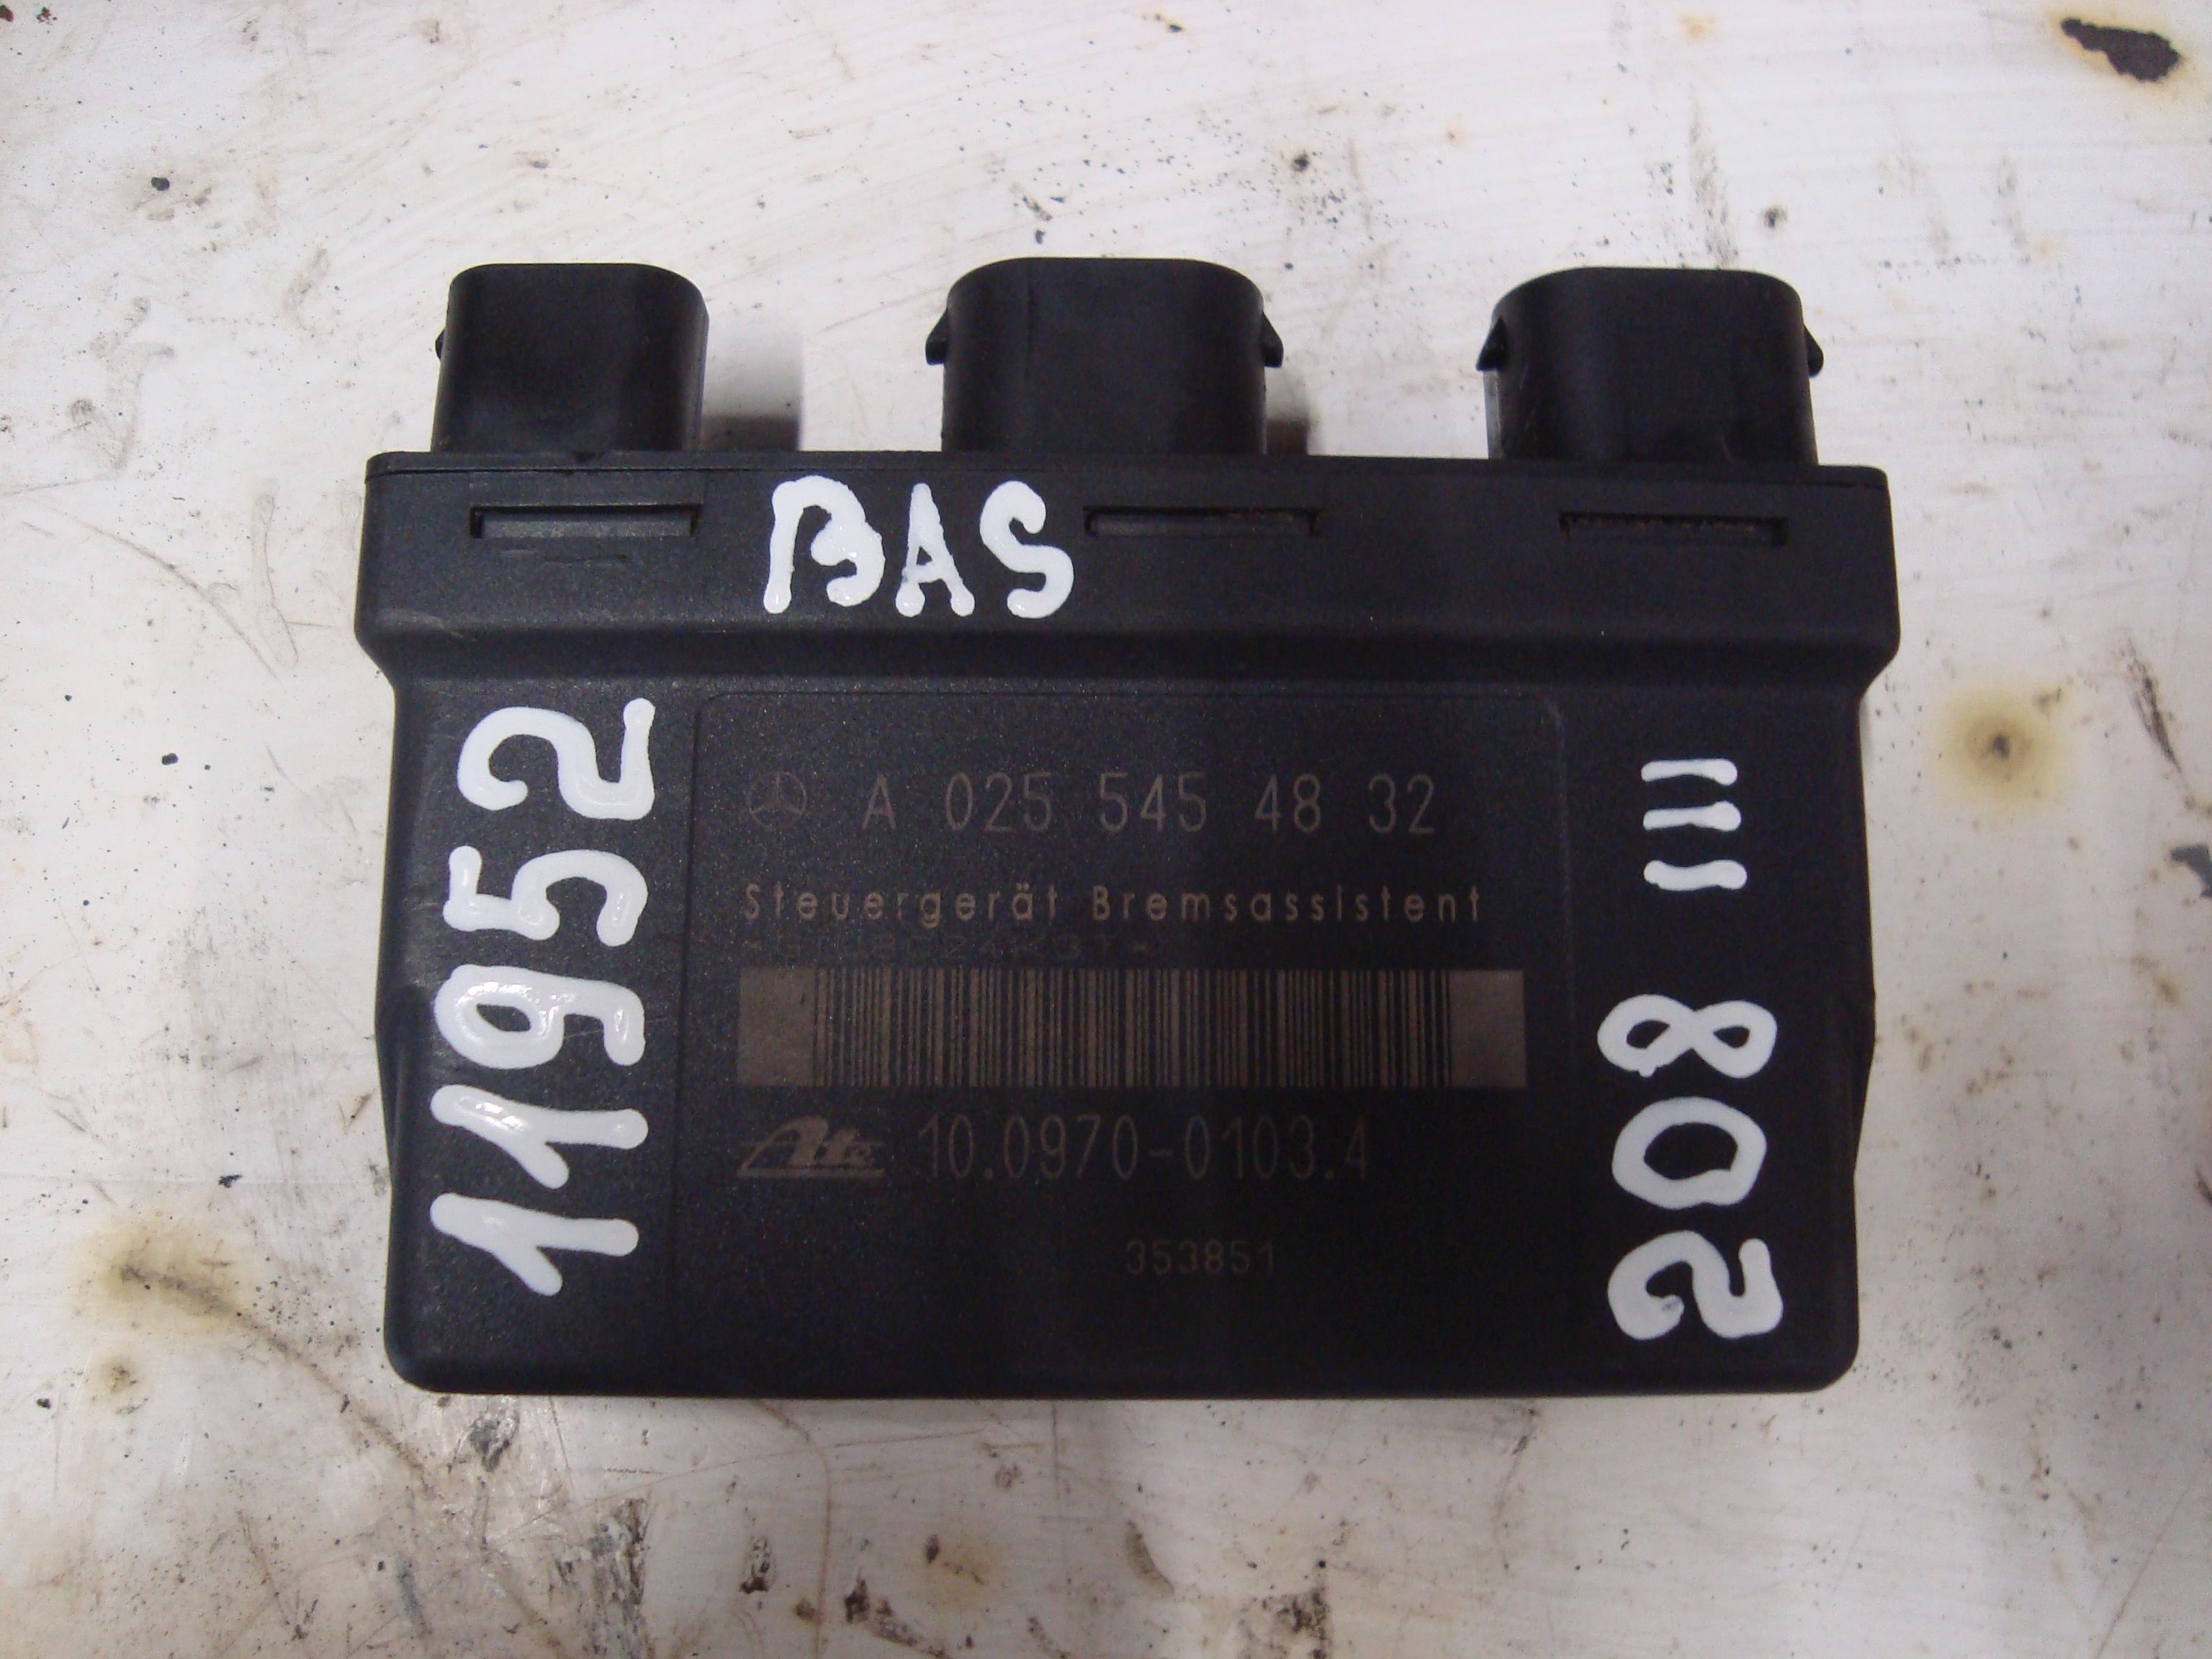 BAS
11952
A 025 545 48 32
Steuergerät Bremsassistent
Ate 10.0970-0103.4
353851
208 III